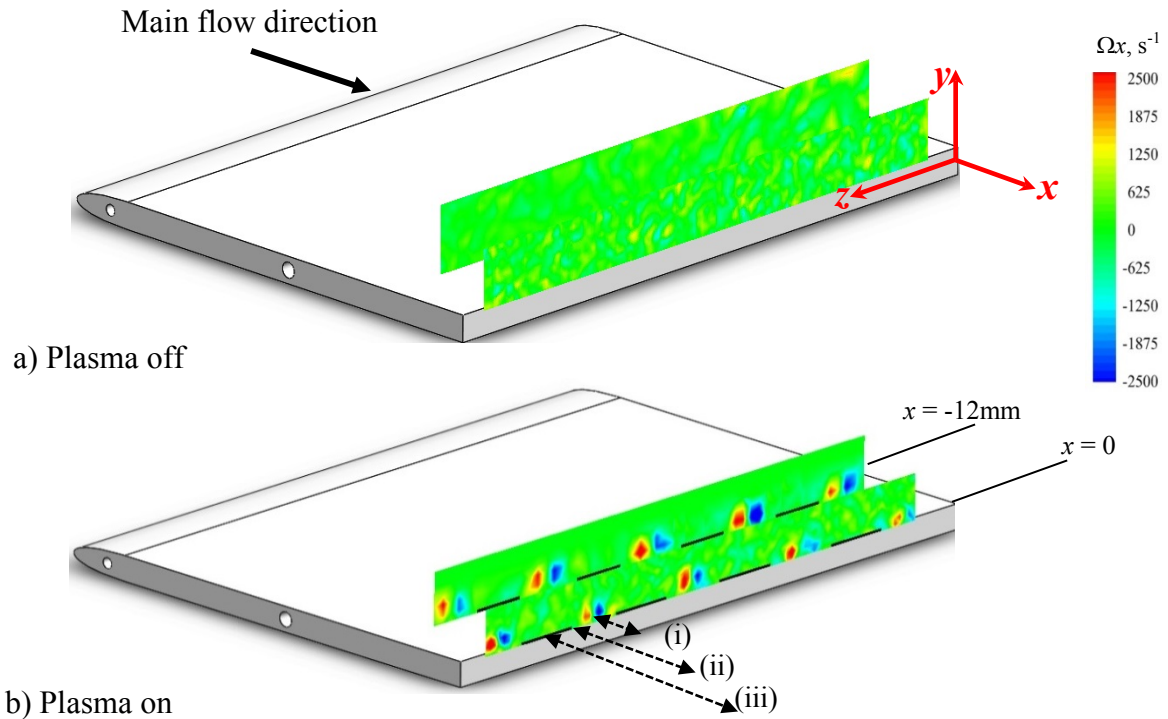 Main flow direction
Ωx, s⁻¹
2500
1875
1250
625
0
-625
-1250
-1875
-2500
y
z
x
a) Plasma off
x = -12mm
x = 0
(i)
(ii)
(iii)
b) Plasma on